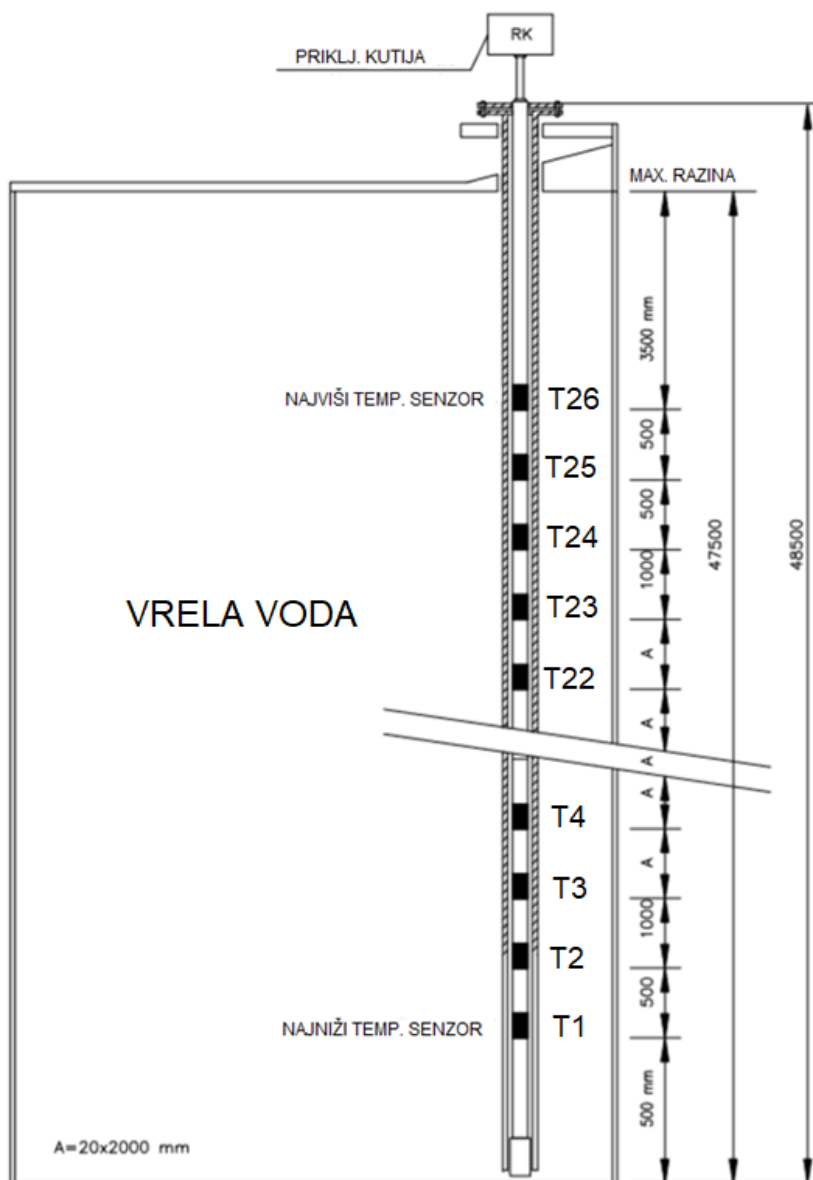 RK
PRIKLJ. KUTIJA
MAX. RAZINA
3500 mm
NAJVIŠI TEMP. SENZOR
T26
500
T25
500
T24
1000
47500
48500
VRELA VODA
T23
A
T22
A
A
A
T4
A
T3
1000
T2
500
NAJNIŽI TEMP. SENZOR
T1
500 mm
A=20x2000 mm